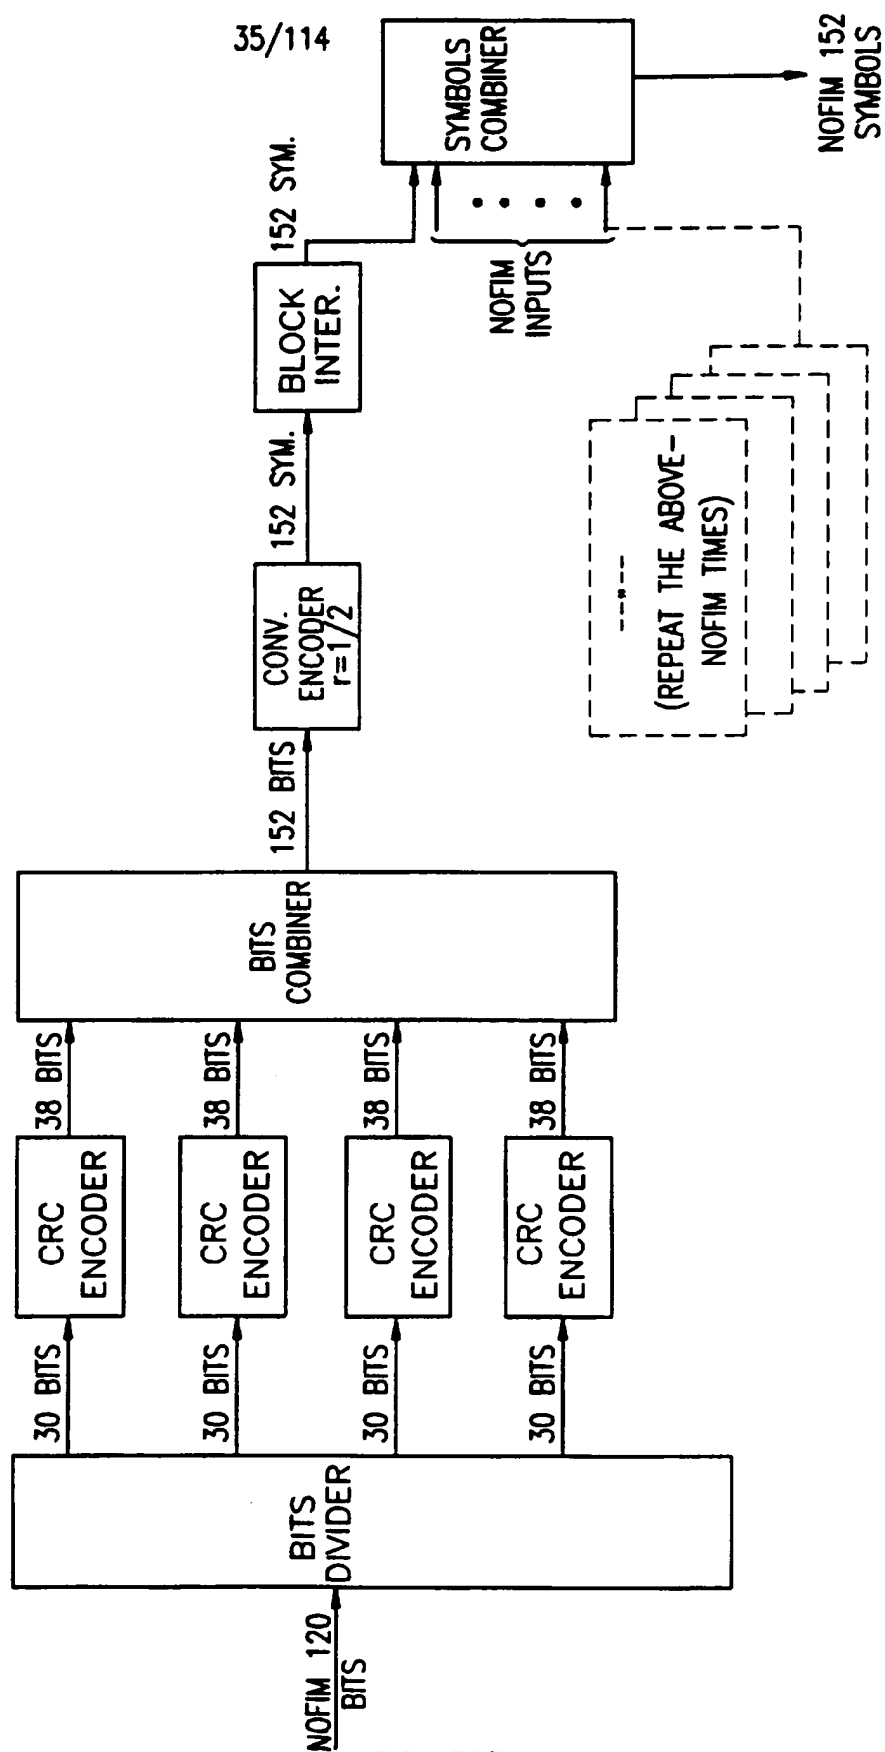 35/114
NOFIM 120
BITS
BITS
DIVIDER
30 BITS
30 BITS
30 BITS
30 BITS
CRC
ENCODER
CRC
ENCODER
CRC
ENCODER
CRC
ENCODER
38 BITS
38 BITS
38 BITS
38 BITS
BITS
COMBINER
152 BITS
CONV.
ENCODER
r=1/2
152 SYM.
BLOCK
INTER.
152 SYM.
NOFIM
INPUTS
SYMBOLS
COMBINER
NOFIM 152
SYMBOLS
(REPEAT THE ABOVE-
NOFIM TIMES)